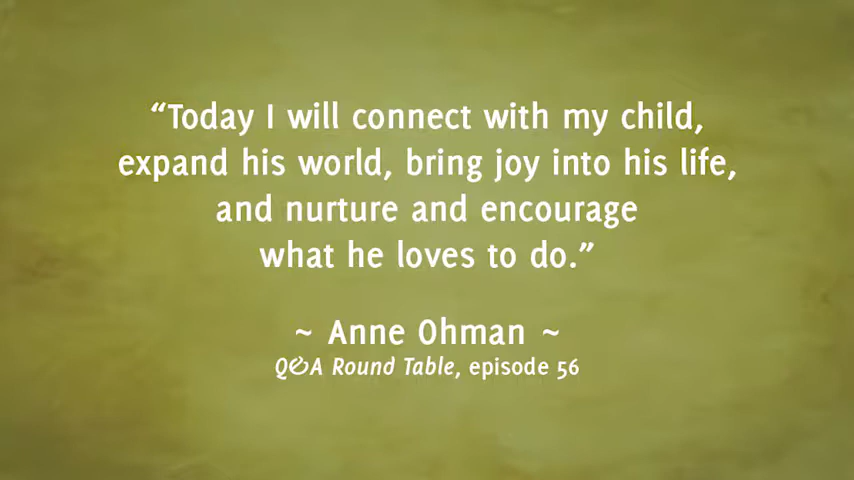 “Today I will connect with my child,
expand his world, bring joy into his life,
and nurture and encourage
what he loves to do.”
~ Anne Ohman ~
Q&A Round Table, episode 56